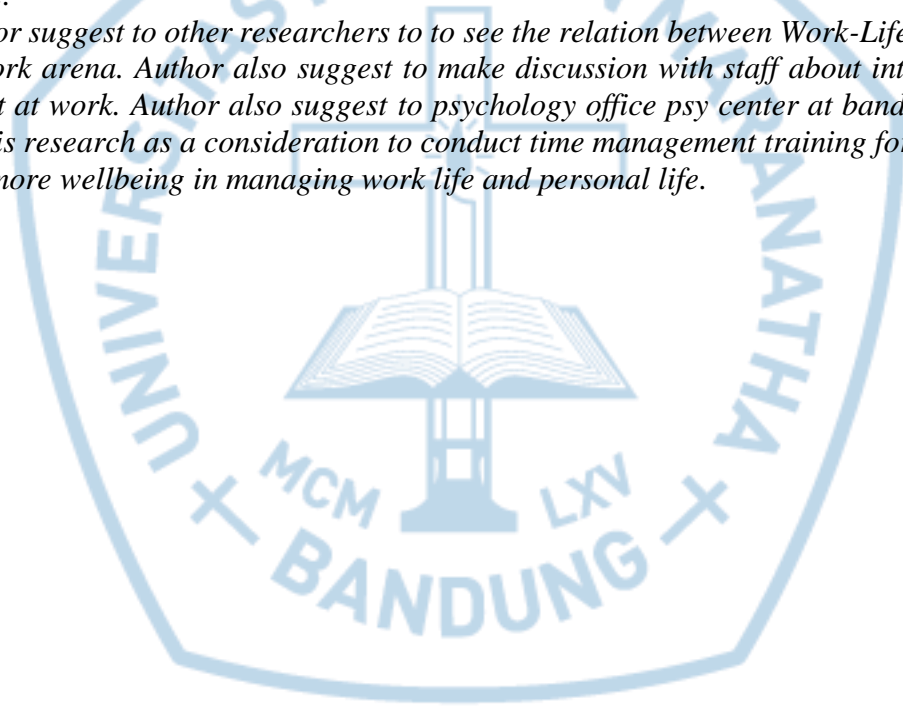 .
or suggest to other researchers to to see the relation between Work-Life
ork arena. Author also suggest to make discussion with staff about int
t at work. Author also suggest to psychology office psy center at band
is research as a consideration to conduct time management training for
more wellbeing in managing work life and personal life.
UNIVERSITAS
MARANATHA
MCM
LXV
BANDUNG